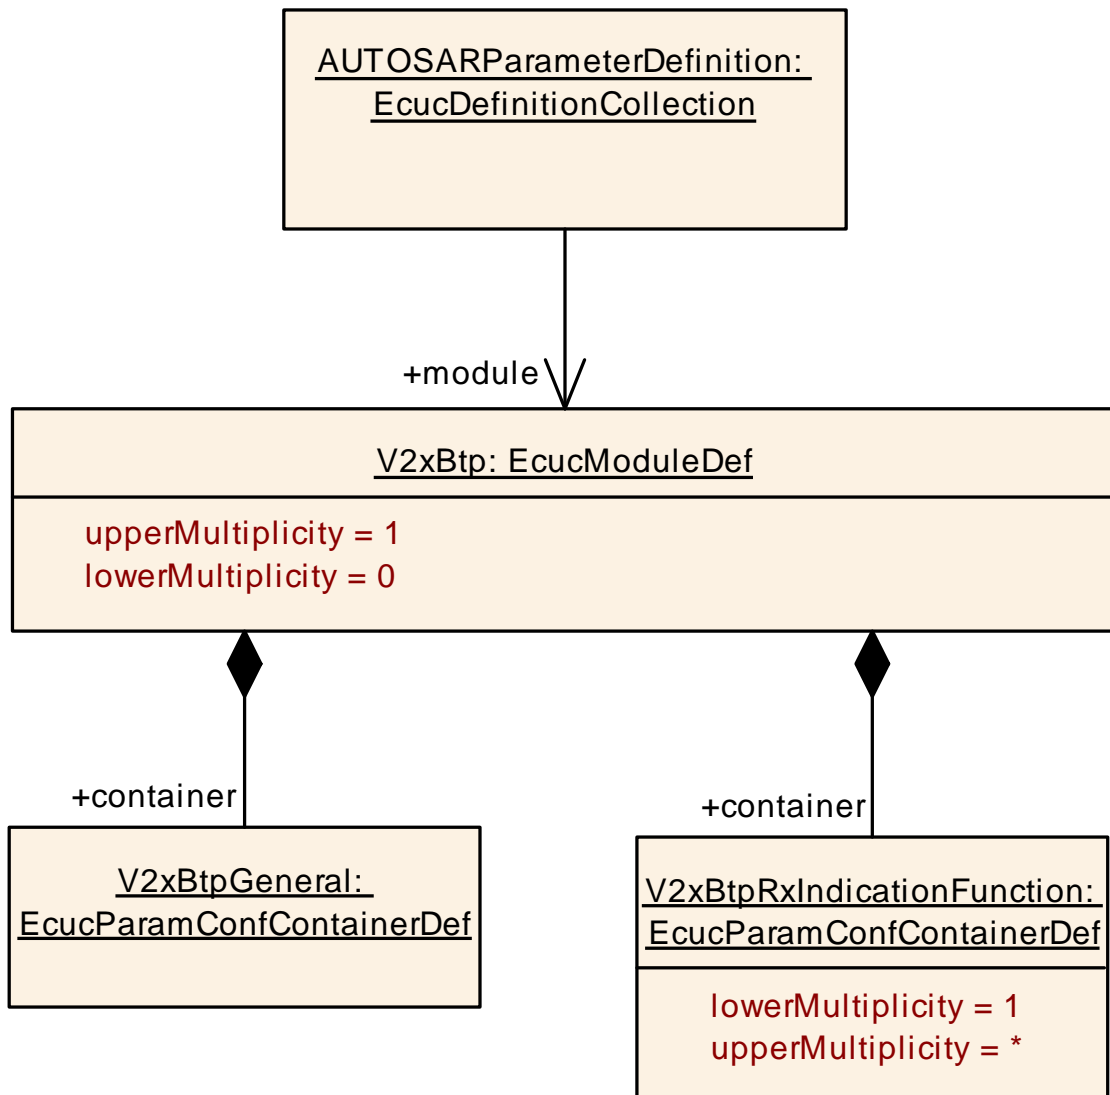 AUTOSARParameterDefinition:
EcucDefinitionCollection
+module
V2xBtp: EcucModuleDef
upperMultiplicity = 1
lowerMultiplicity = 0
+container
+container
V2xBtpGeneral:
EcucParamConfContainerDef
V2xBtpRxIndicationFunction:
EcucParamConfContainerDef
lowerMultiplicity = 1
upperMultiplicity = *